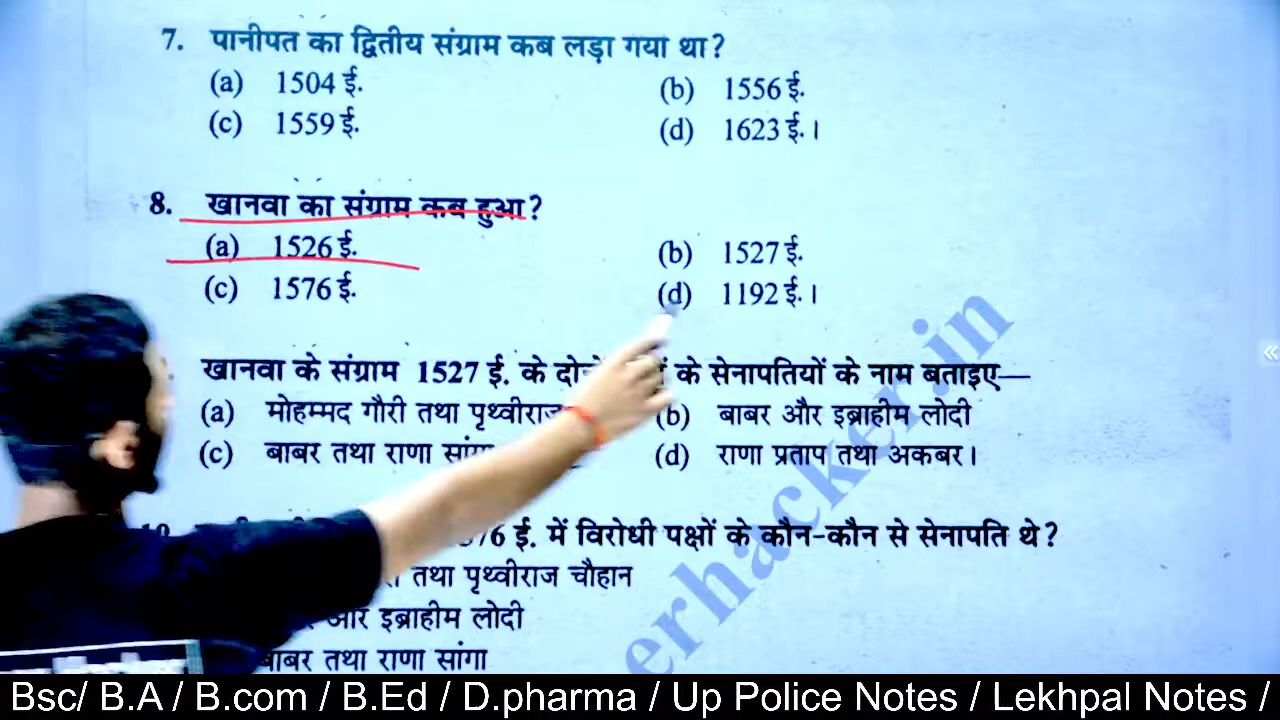 7. पानीपत का द्वितीय संग्राम कब लड़ा गया था?
(a) 1504 ई. (b) 1556 ई.
(c) 1559 ई. (d) 1623 ई.।
8. खानवा का संग्राम कब हुआ?
(a) 1526 ई. (b) 1527 ई.
(c) 1576 ई. (d) 1192 ई.।
खानवा के संग्राम 1527 ई. के के सेनापतियों के नाम बताइए—
(a) मोहम्मद गौरी तथा पृथ्वीराज (b) बाबर और इब्राहीम लोदी
(c) बाबर तथा राणा सांगा (d) राणा प्रताप तथा अकबर।
ई. में विरोधी पक्षों के कौन-कौन से सेनापति थे?
तथा पृथ्वीराज चौहान
और इब्राहीम लोदी
बाबर तथा राणा सांगा
erhacker.in
Bsc/ B.A / B.com / B.Ed / D.pharma / Up Police Notes / Lekhpal Notes /